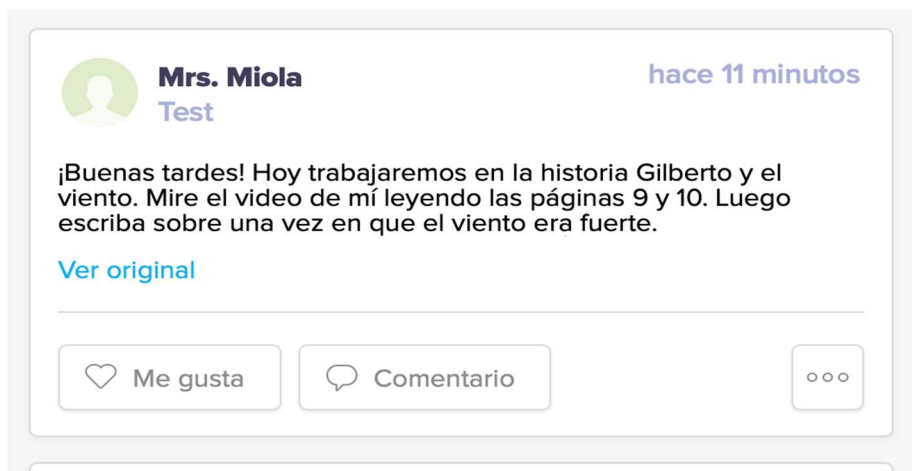 Mrs. Miola
hace 11 minutos
Test
¡Buenas tardes! Hoy trabajaremos en la historia Gilberto y el
viento. Mire el video de mí leyendo las páginas 9 y 10. Luego
escriba sobre una vez en que el viento era fuerte.
Ver original
Me gusta
Comentario